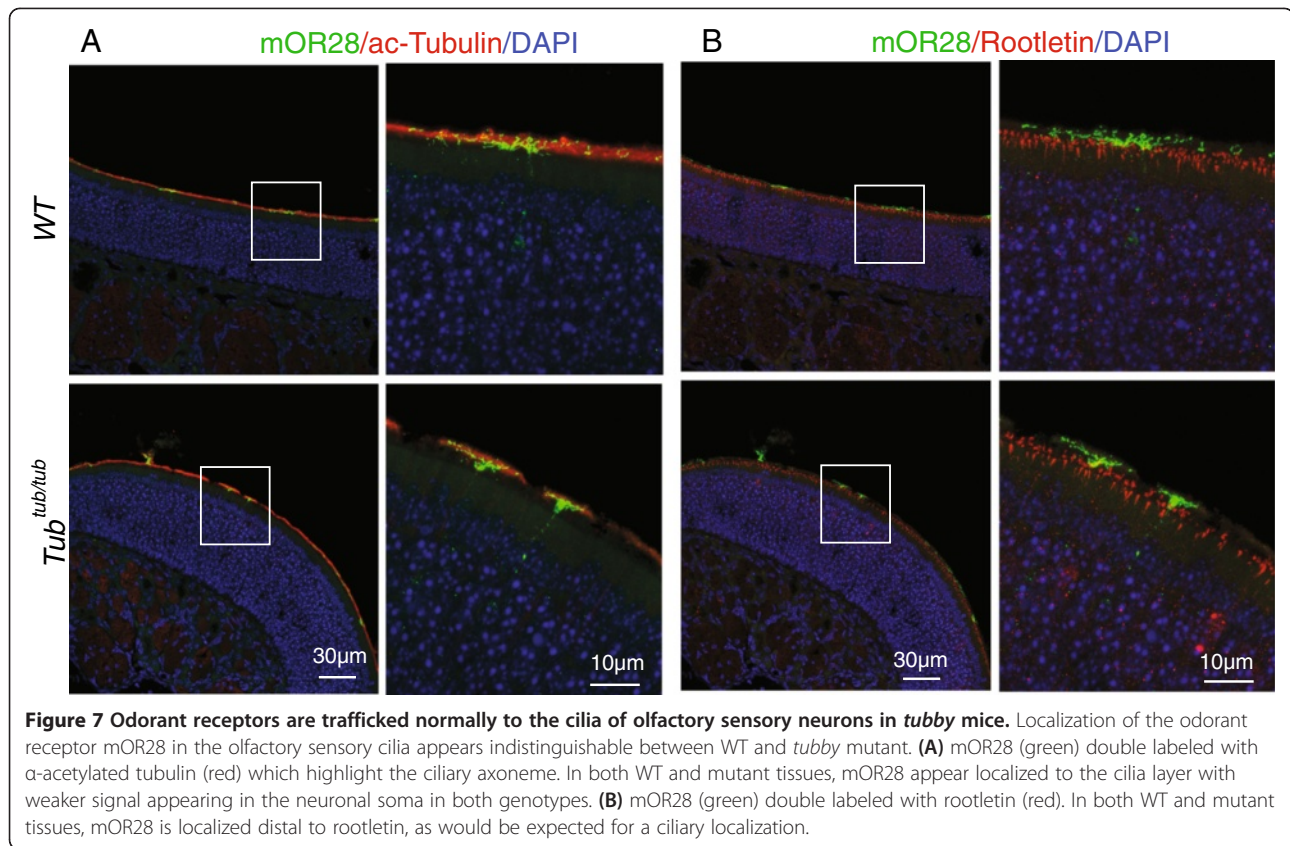 A
mOR28/ac-Tubulin/DAPI
B
mOR28/Rootletin/DAPI
WT
Tub tub/tub
30μm
10μm
30μm
10μm
Figure 7 Odorant receptors are trafficked normally to the cilia of olfactory sensory neurons in tubby mice. Localization of the odorant
receptor mOR28 in the olfactory sensory cilia appears indistinguishable between WT and tubby mutant. (A) mOR28 (green) double labeled with
α-acetylated tubulin (red) which highlight the ciliary axoneme. In both WT and mutant tissues, mOR28 appear localized to the cilia layer with
weaker signal appearing in the neuronal soma in both genotypes. (B) mOR28 (green) double labeled with rootletin (red). In both WT and mutant
tissues, mOR28 is localized distal to rootletin, as would be expected for a ciliary localization.